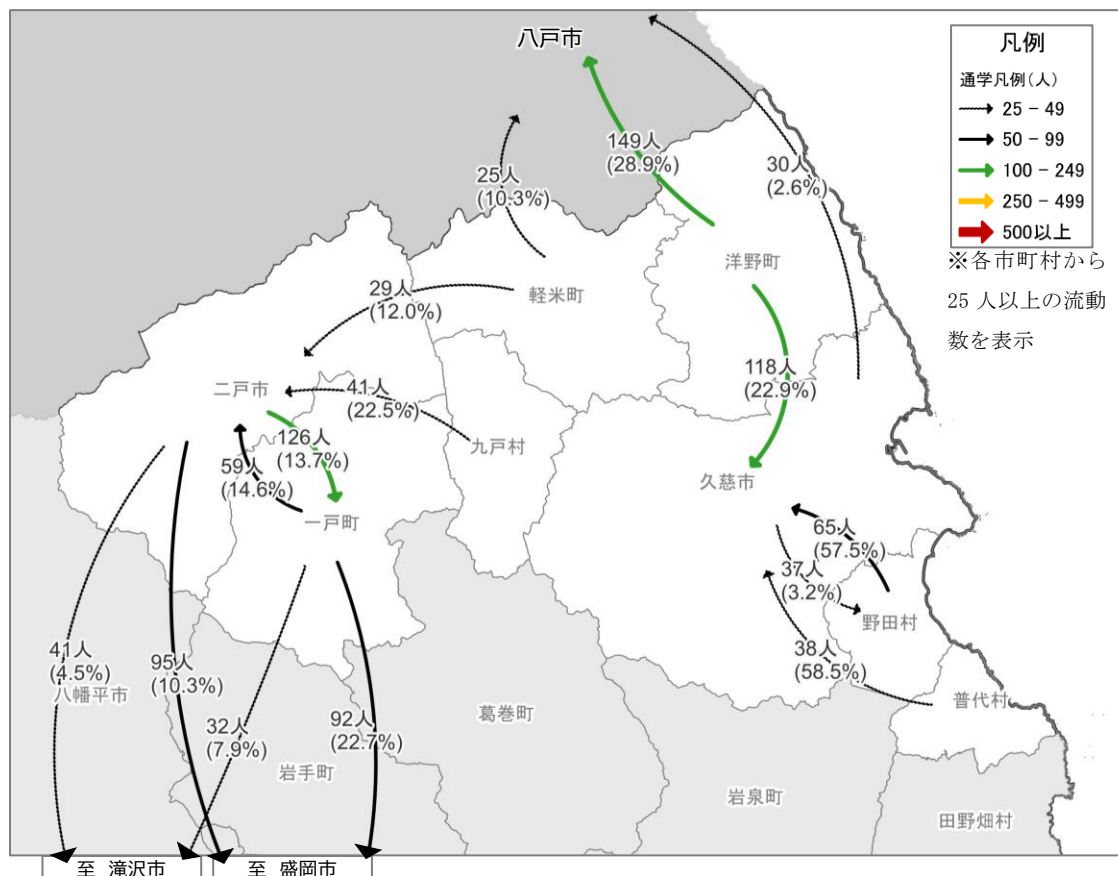 八戸市
凡例
通学凡例(人)
25 – 49
50 – 99
100 – 249
250 – 499
500以上
※各市町村から
25 人以上の流動
数を表示
149人
(28.9%)
30人
(2.6%)
25人
(10.3%)
洋野町
軽米町
29人
(12.0%)
118人
(22.9%)
二戸市
41人
(22.5%)
126人
(13.7%)
九戸村
59人
(14.6%)
久慈市
一戸町
65人
(57.5%)
37人
(3.2%)
野田村
38人
(58.5%)
41人
(4.5%)
八幡平市
95人
(10.3%)
普代村
葛巻町
32人
(7.9%)
92人
(22.7%)
岩手町
岩泉町
田野畑村
至 滝沢市
至 盛岡市